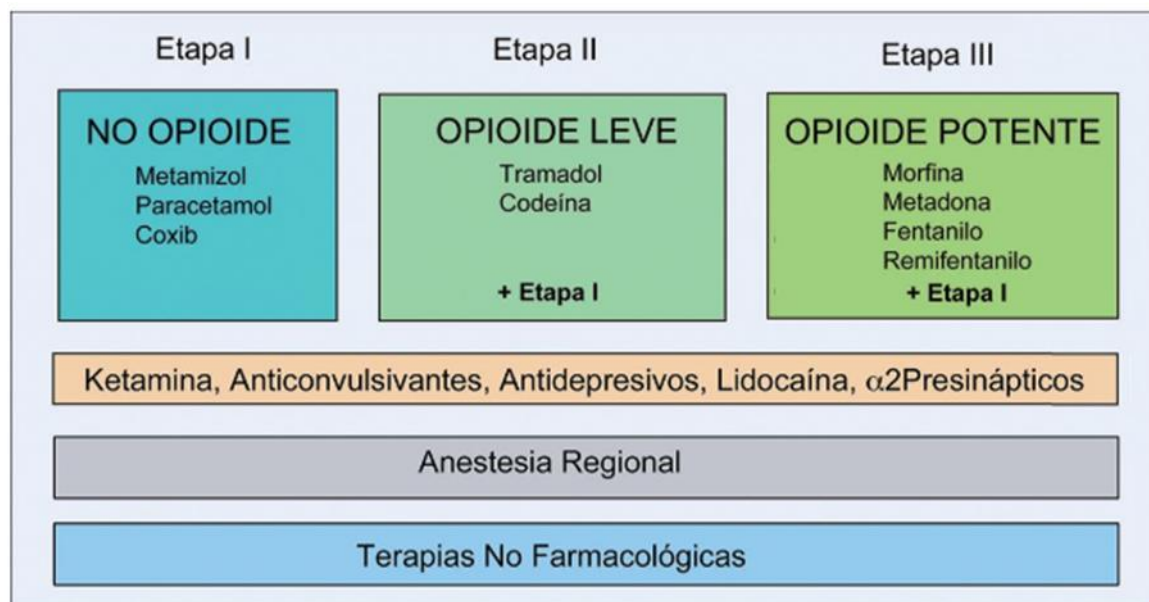 Etapa I
Etapa II
Etapa III
NO OPIOIDE
Metamizol
Paracetamol
Coxib
OPIOIDE LEVE
Tramadol
Codeína
+ Etapa I
OPIOIDE POTENTE
Morfina
Metadona
Fentanilo
Remifentanilo
+ Etapa I
Ketamina, Anticonvulsivantes, Antidepresivos, Lidocaína, α2Presinápticos
Anestesia Regional
Terapias No Farmacológicas